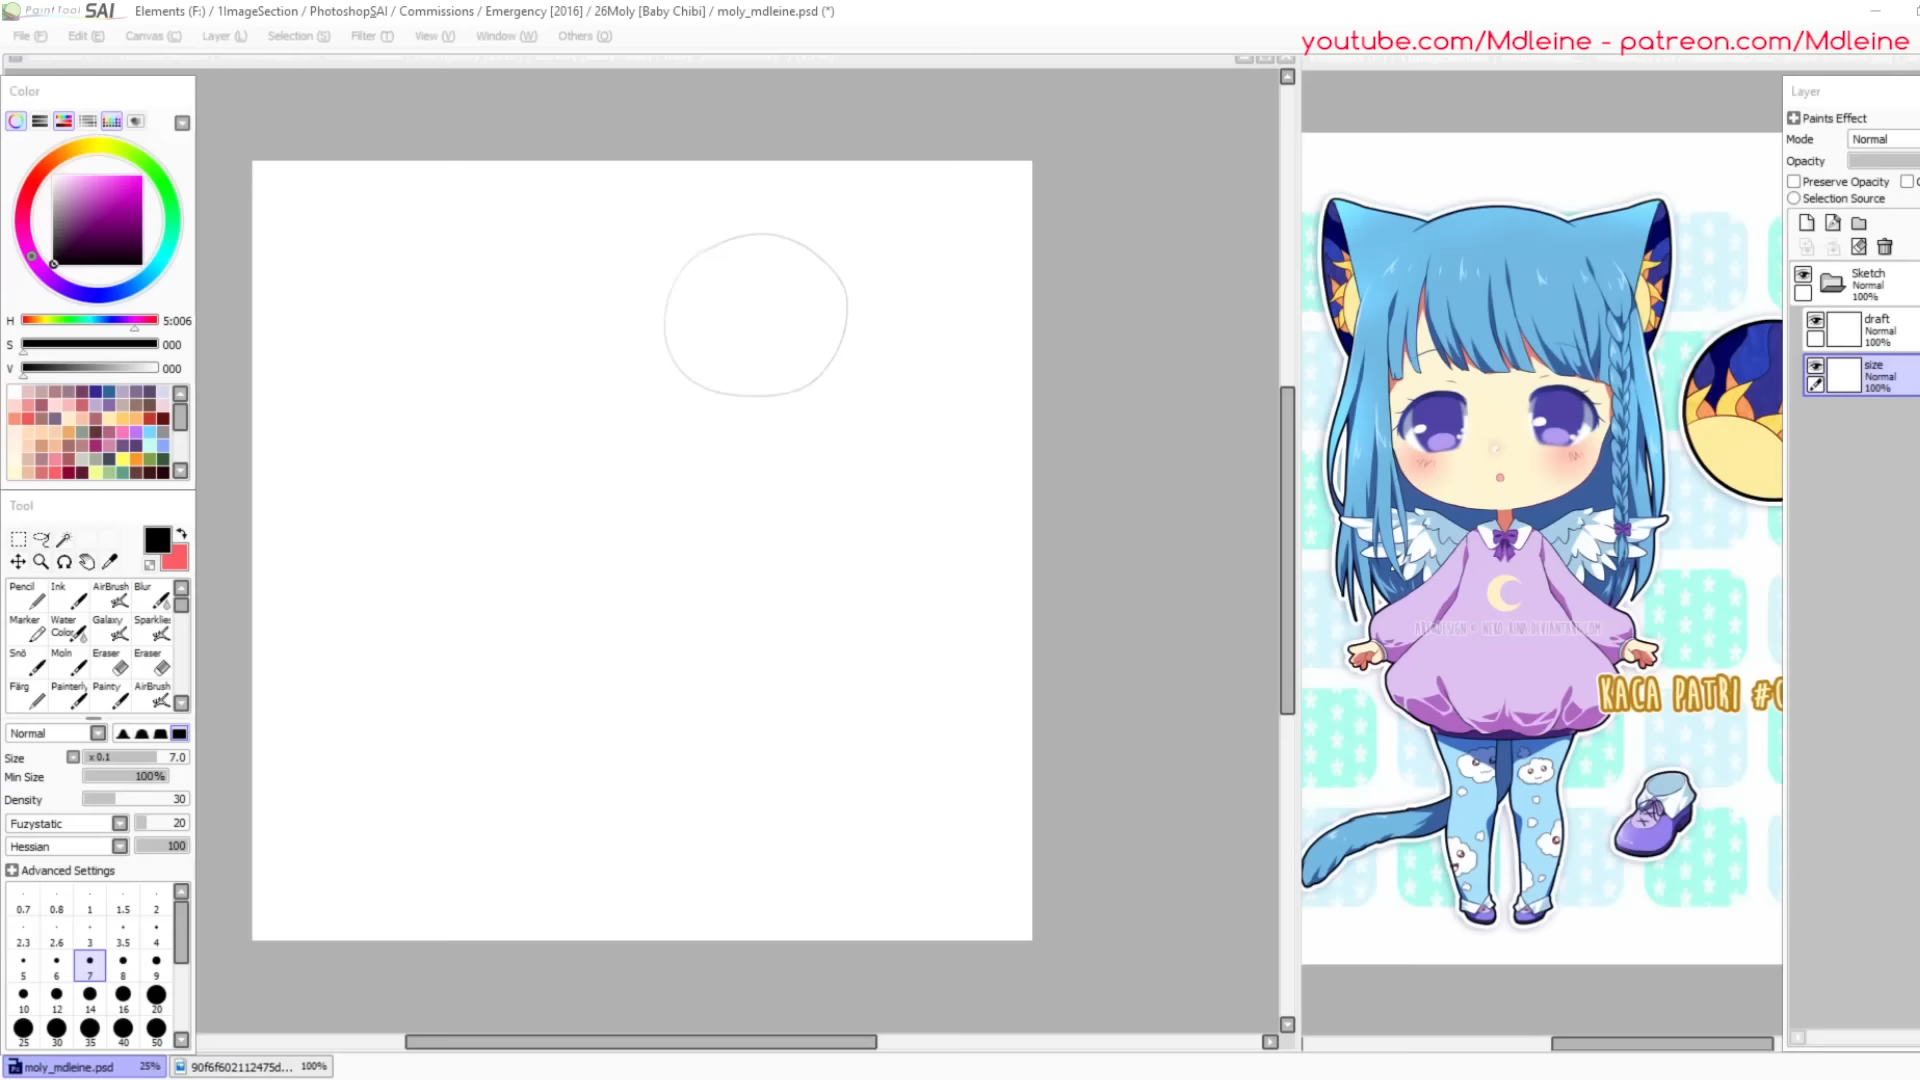 PaintTool SAI Elements (F:) / 1ImageSection / PhotoshopSAI / Commissions / Emergency [2016] / 26Moly [Baby Chibi] / moly_mdleine.psd (*)
File (F) Edit (E) Canvas (C) Layer (L) Selection (S) Filter (T) View (V) Window (W) Others (O)
youtube.com/Mdleine - patreon.com/Mdleine
Color
H 5:006
S 000
V 000
Tool
Pencil Ink AirBrush Blur
Marker Water Color Galaxy Sparkles
Snö Moln Eraser Eraser
Färg Painterly Painty AirBrush
Normal
Size x 0.1 7.0
Min Size 100%
Density 30
Fuzystatic 20
Hessian 100
Advanced Settings
0.7 0.8 1 1.5 2
2.3 2.6 3 3.5 4
5 6 7 8 9
10 12 14 16 20
25 30 35 40 50
moly_mdleine.psd 25% 90f6f602112475d... 100%
KACA PATRI #
Layer
Paints Effect
Mode Normal
Opacity
Preserve Opacity
Selection Source
Sketch
Normal
100%
draft
Normal
100%
size
Normal
100%